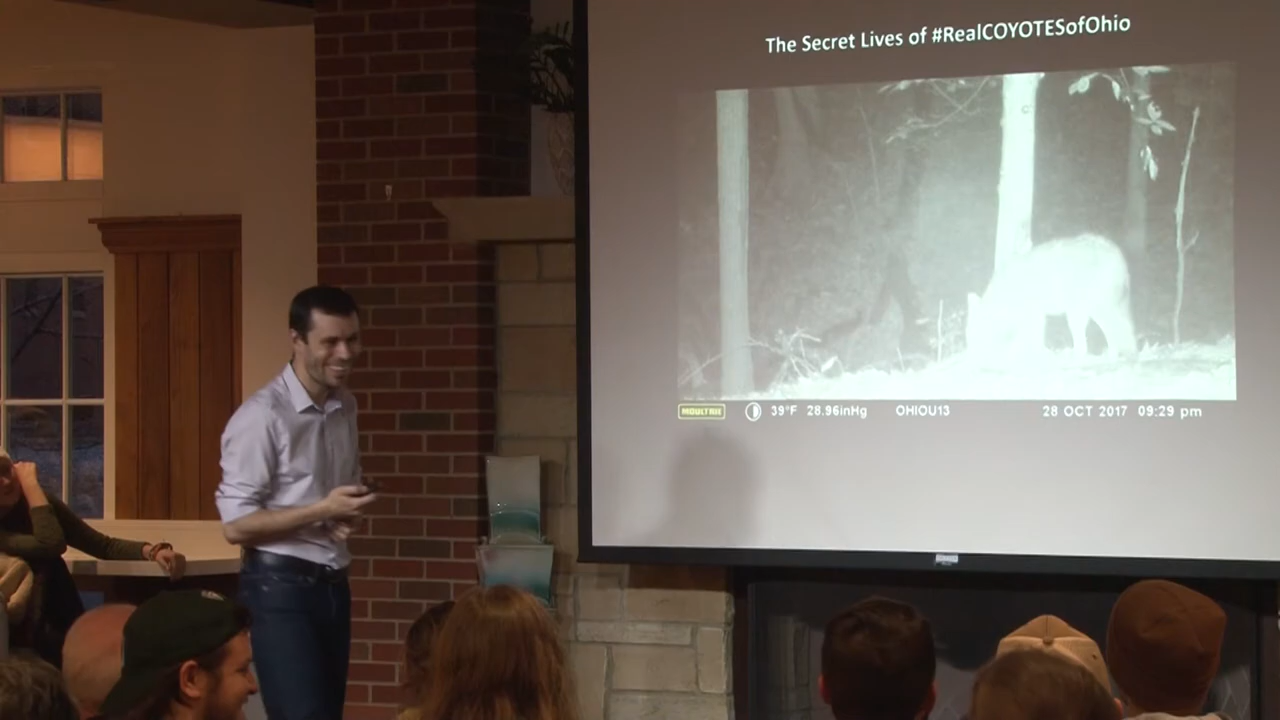 The Secret Lives of #RealCOYOTESofOhio
MOULTRIE 39°F 28.96inHg OHIOU13 28 OCT 2017 09:29 pm